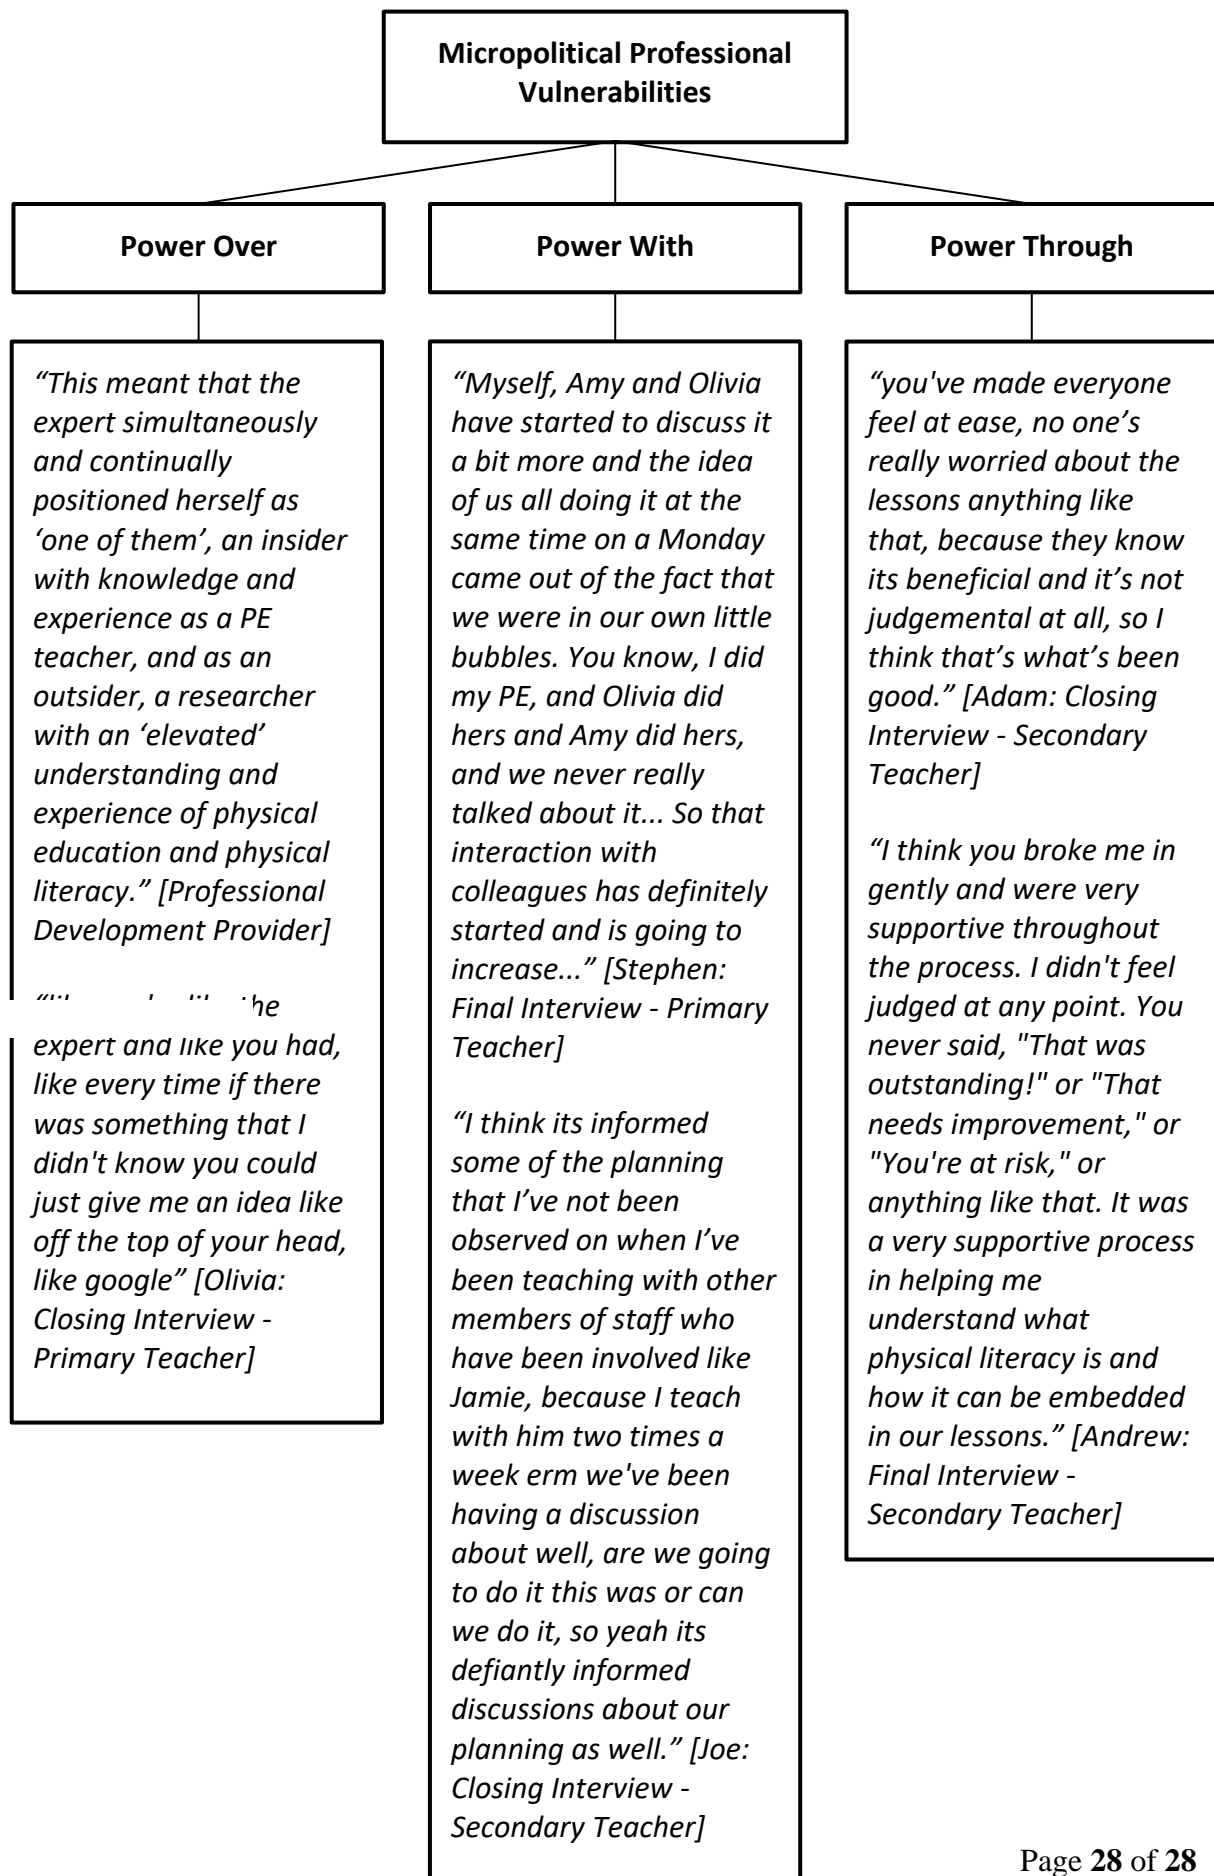 Micropolitical Professional
Vulnerabilities
Power Over
Power With
Power Through
“This meant that the
expert simultaneously
and continually
positioned herself as
‘one of them’, an insider
with knowledge and
experience as a PE
teacher, and as an
outsider, a researcher
with an ‘elevated’
understanding and
experience of physical
education and physical
literacy.” [Professional
Development Provider]
expert and like you had,
like every time if there
was something that I
didn't know you could
just give me an idea like
off the top of your head,
like google” [Olivia:
Closing Interview -
Primary Teacher]
“Myself, Amy and Olivia
have started to discuss it
a bit more and the idea
of us all doing it at the
same time on a Monday
came out of the fact that
we were in our own little
bubbles. You know, I did
my PE, and Olivia did
hers and Amy did hers,
and we never really
talked about it... So that
interaction with
colleagues has definitely
started and is going to
increase...” [Stephen:
Final Interview - Primary
Teacher]
“I think its informed
some of the planning
that I’ve not been
observed on when I’ve
been teaching with other
members of staff who
have been involved like
Jamie, because I teach
with him two times a
week erm we've been
having a discussion
about well, are we going
to do it this was or can
we do it, so yeah its
defiantly informed
discussions about our
planning as well.” [Joe:
Closing Interview -
Secondary Teacher]
“you've made everyone
feel at ease, no one’s
really worried about the
lessons anything like
that, because they know
its beneficial and it’s not
judgemental at all, so I
think that’s what’s been
good.” [Adam: Closing
Interview - Secondary
Teacher]
“I think you broke me in
gently and were very
supportive throughout
the process. I didn't feel
judged at any point. You
never said, "That was
outstanding!" or "That
needs improvement," or
"You're at risk," or
anything like that. It was
a very supportive process
in helping me
understand what
physical literacy is and
how it can be embedded
in our lessons.” [Andrew:
Final Interview -
Secondary Teacher]
Page 28 of 28